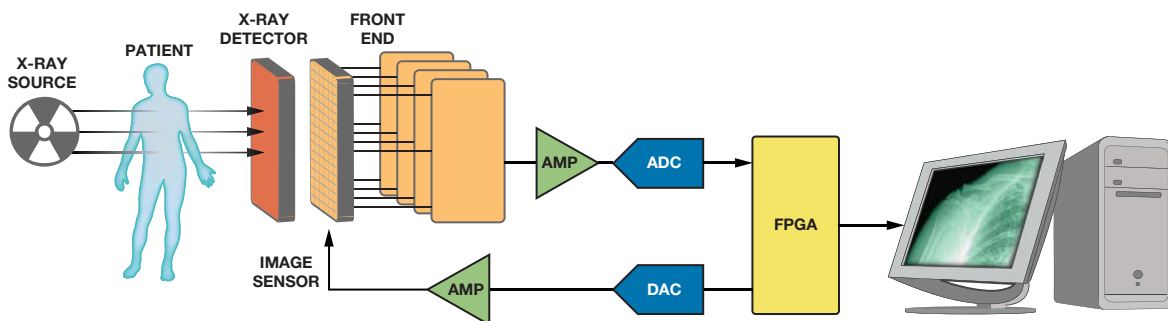 X-RAY
SOURCE
PATIENT
X-RAY
DETECTOR
FRONT
END
AMP
ADC
FPGA
IMAGE
SENSOR
AMP
DAC